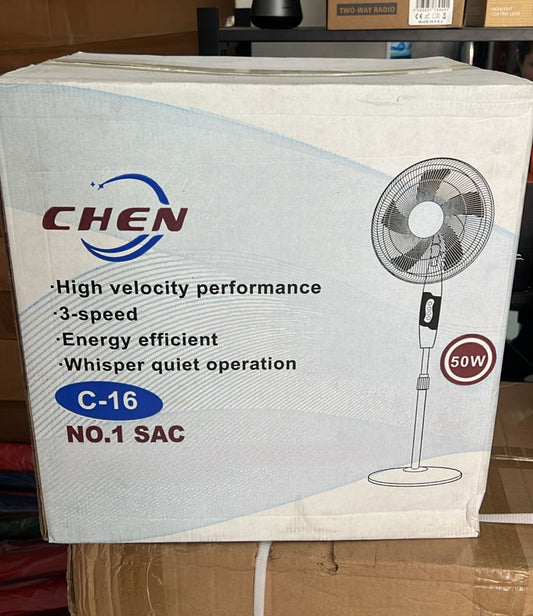 TWO-WAY RADIO
CHEN
·High velocity performance
·3-speed
·Energy efficient
·Whisper quiet operation
50W
C-16
NO.1 SAC